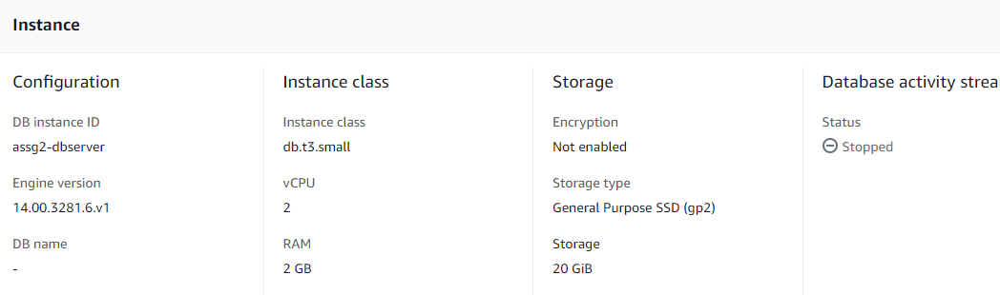 Instance
Configuration
DB instance ID
assg2-dbserver
Engine version
14.00.3281.6.v1
DB name
-
Instance class
Instance class
db.t3.small
vCPU
2
RAM
2 GB
Storage
Encryption
Not enabled
Storage type
General Purpose SSD (gp2)
Storage
20 GiB
Database activity strea
Status
Stopped